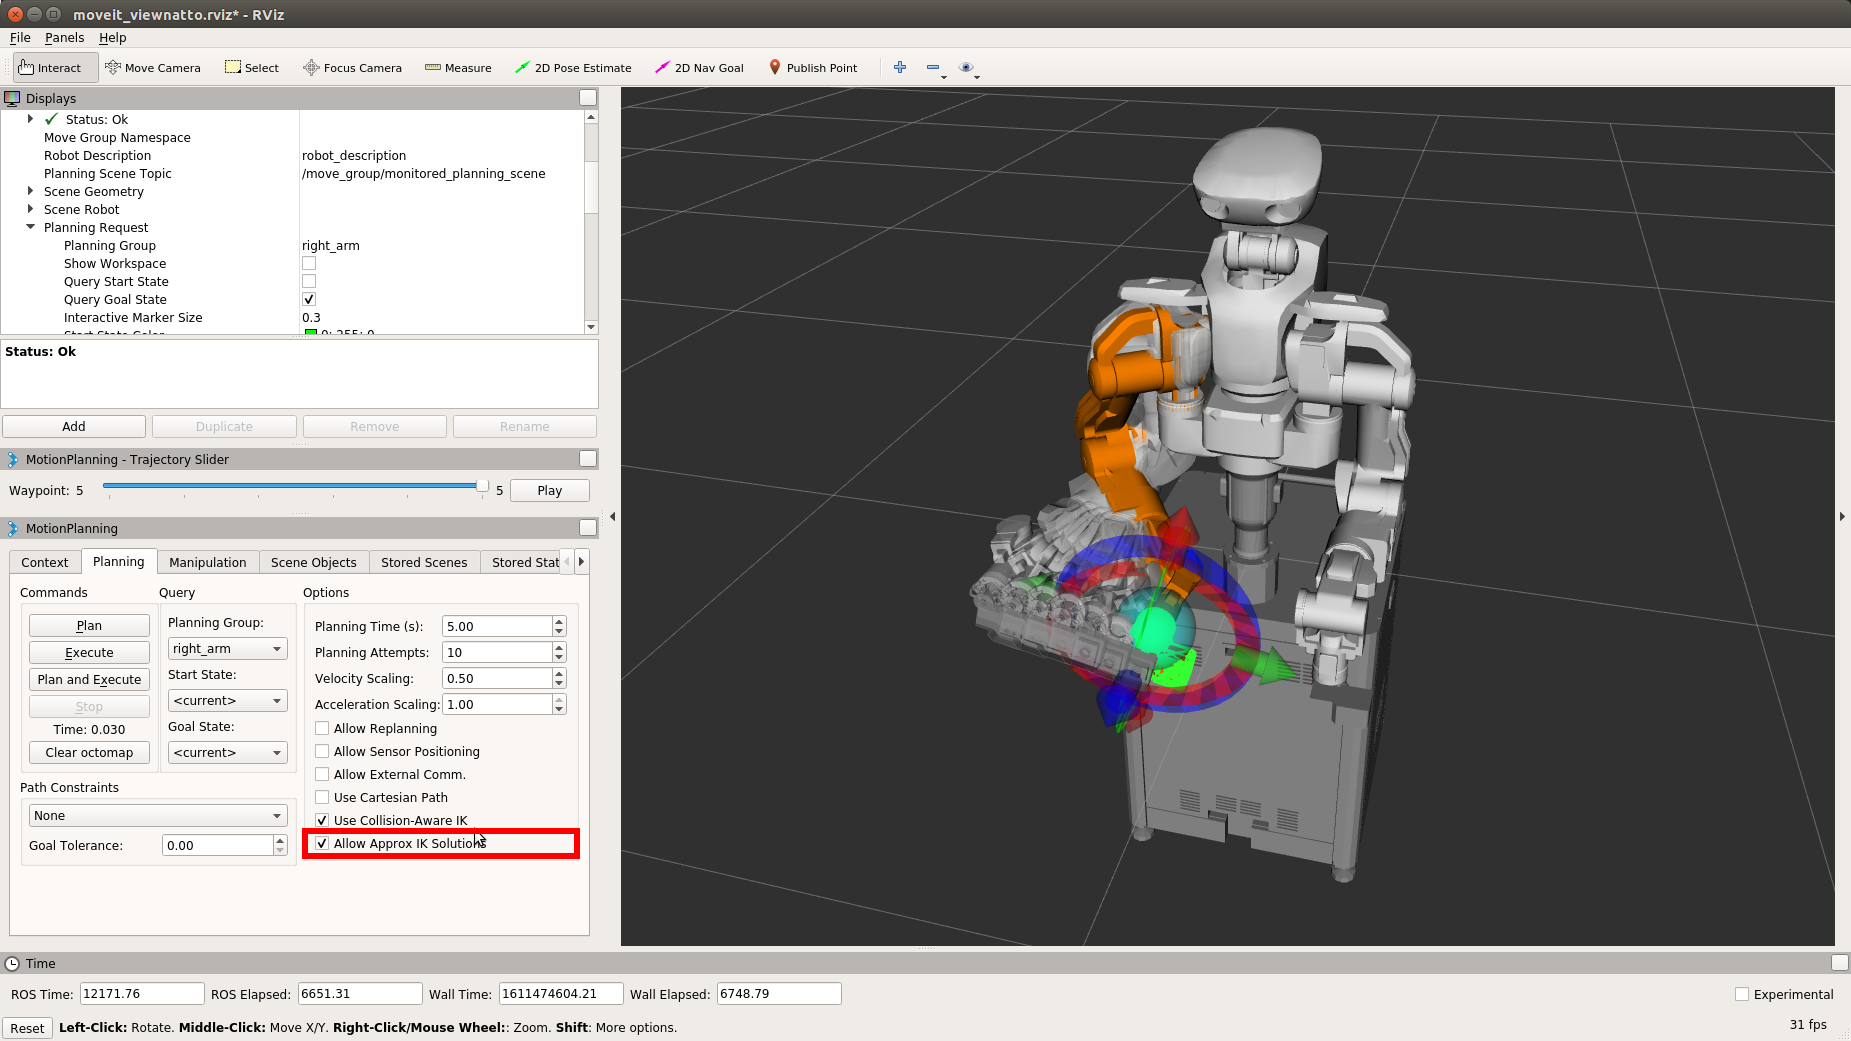 moveit_viewnatto.rviz* - RViz
File Panels Help
Interact Move Camera Select Focus Camera Measure 2D Pose Estimate 2D Nav Goal Publish Point
Displays
Status: Ok
Move Group Namespace
Robot Description robot_description
Planning Scene Topic /move_group/monitored_planning_scene
Scene Geometry
Scene Robot
Planning Request
Planning Group right_arm
Show Workspace
Query Start State
Query Goal State
Interactive Marker Size 0.3
Start State Color 0; 255; 0
Status: Ok
Add Duplicate Remove Rename
MotionPlanning - Trajectory Slider
Waypoint: 5 5 Play
MotionPlanning
Context Planning Manipulation Scene Objects Stored Scenes Stored Stat
Commands
Plan
Execute
Plan and Execute
Stop
Time: 0.030
Clear octomap
Query
Planning Group:
right_arm
Start State:
<current>
Goal State:
<current>
Path Constraints
None
Goal Tolerance: 0.00
Options
Planning Time (s): 5.00
Planning Attempts: 10
Velocity Scaling: 0.50
Acceleration Scaling: 1.00
Allow Replanning
Allow Sensor Positioning
Allow External Comm.
Use Cartesian Path
Use Collision-Aware IK
Allow Approx IK Solutions
Time
ROS Time: 12171.76 ROS Elapsed: 6651.31 Wall Time: 1611474604.21 Wall Elapsed: 6748.79 Experimental
Reset Left-Click: Rotate. Middle-Click: Move X/Y. Right-Click/Mouse Wheel:: Zoom. Shift: More options. 31 fps